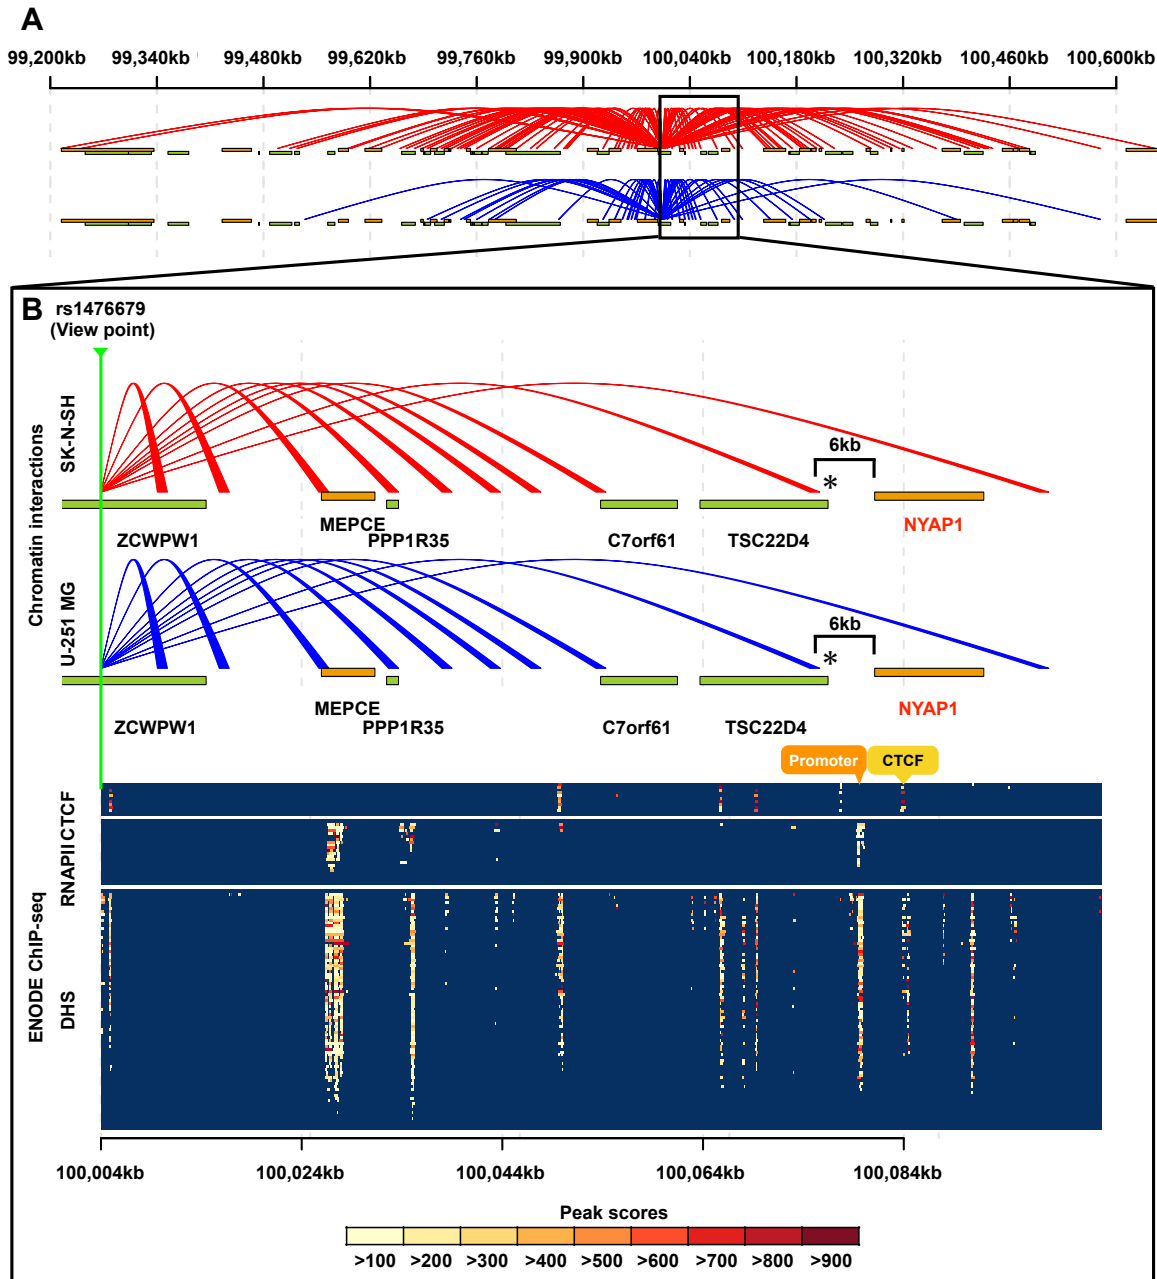 A
99,200kb 99,340kb 99,480kb 99,620kb 99,760kb 99,900kb 100,040kb 100,180kb 100,320kb 100,460kb 100,600kb
B
rs1476679
(View point)
Chromatin interactions
SK-N-SH
6kb
*
MEPCE
NYAP1
ZCWPW1 PPP1R35 C7orf61 TSC22D4
U-251 MG
6kb
*
MEPCE
NYAP1
ZCWPW1 PPP1R35 C7orf61 TSC22D4
Promoter CTCF
ENODE ChIP-seq
CTCF
RNAPII
DHS
100,004kb 100,024kb 100,044kb 100,064kb 100,084kb
Peak scores
>100 >200 >300 >400 >500 >600 >700 >800 >900